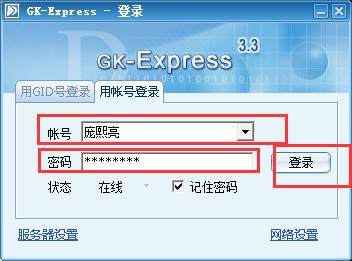 GK-Express - 登录
GK-Express 3.3
用GID号登录 用帐号登录
帐号 庞熙亮
密码 ******** 登录
状态 在线 记住密码
服务器设置 网络设置